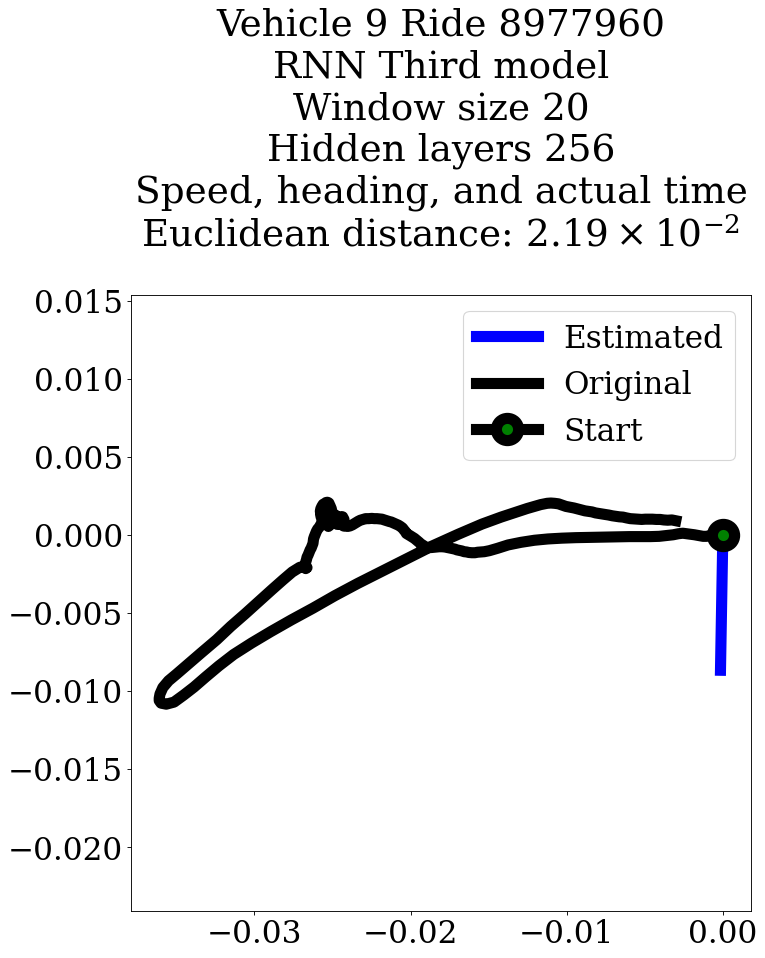 Vehicle 9 Ride 8977960
RNN Third model
Window size 20
Hidden layers 256
Speed, heading, and actual time
Euclidean distance: 2.19 × 10⁻²
Estimated
Original
Start
0.015
0.010
0.005
0.000
−0.005
−0.010
−0.015
−0.020
−0.03
−0.02
−0.01
0.00